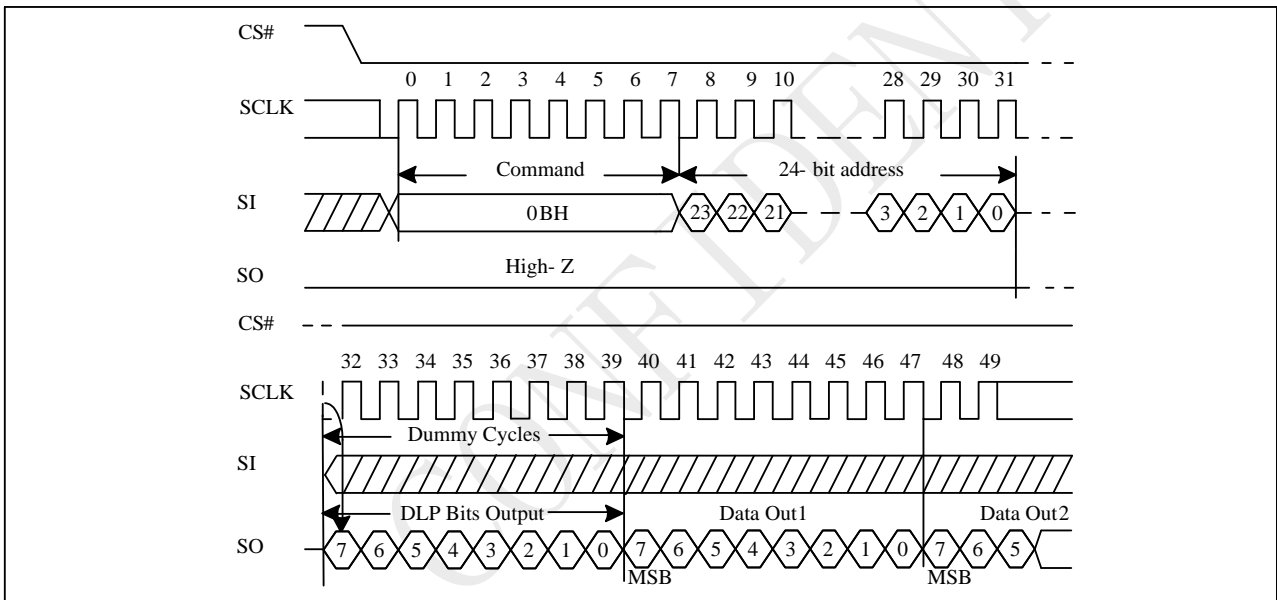 CS#
0 1 2 3 4 5 6 7 8 9 10 28 29 30 31
SCLK
Command 24- bit address
SI
0BH 23 22 21 3 2 1 0
High- Z
SO
CS#
32 33 34 35 36 37 38 39 40 41 42 43 44 45 46 47 48 49
SCLK
Dummy Cycles
SI
DLP Bits Output Data Out1 Data Out2
SO 7 6 5 4 3 2 1 0 7 6 5 4 3 2 1 0 7 6 5
MSB MSB
CONFIDENT